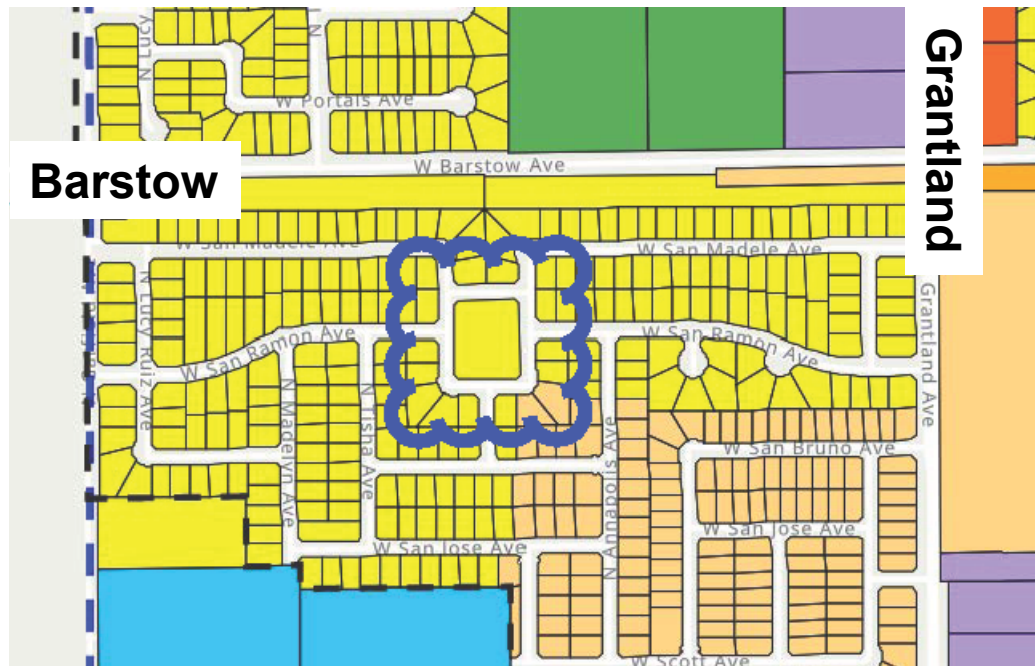 N Lucy
N
W Portals Ave
Grantland
W Barstow Ave
Barstow
W San Madele Ave
W San Madele Ave
N Lucy Ruiz Ave
Grantland Ave
W San Ramon Ave
W San Ramon Ave
N Madelyn Ave
N Tisha Ave
N Annapolis Ave
W San Bruno Ave
W San Jose Ave
W San Jose Ave
W Scott Ave